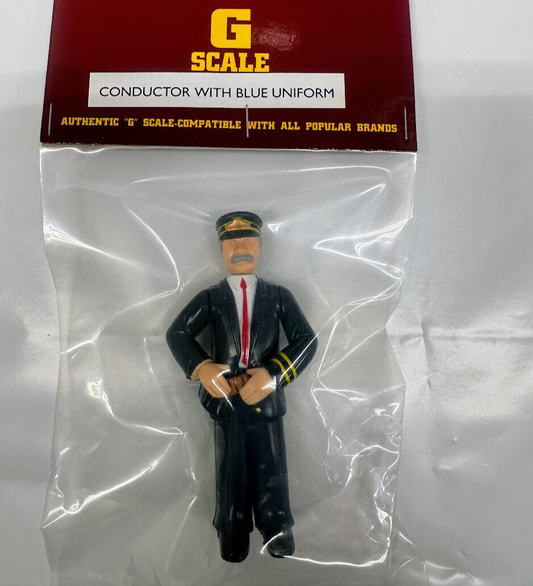 G
SCALE
CONDUCTOR WITH BLUE UNIFORM
AUTHENTIC "G" SCALE-COMPATIBLE WITH ALL POPULAR BRANDS